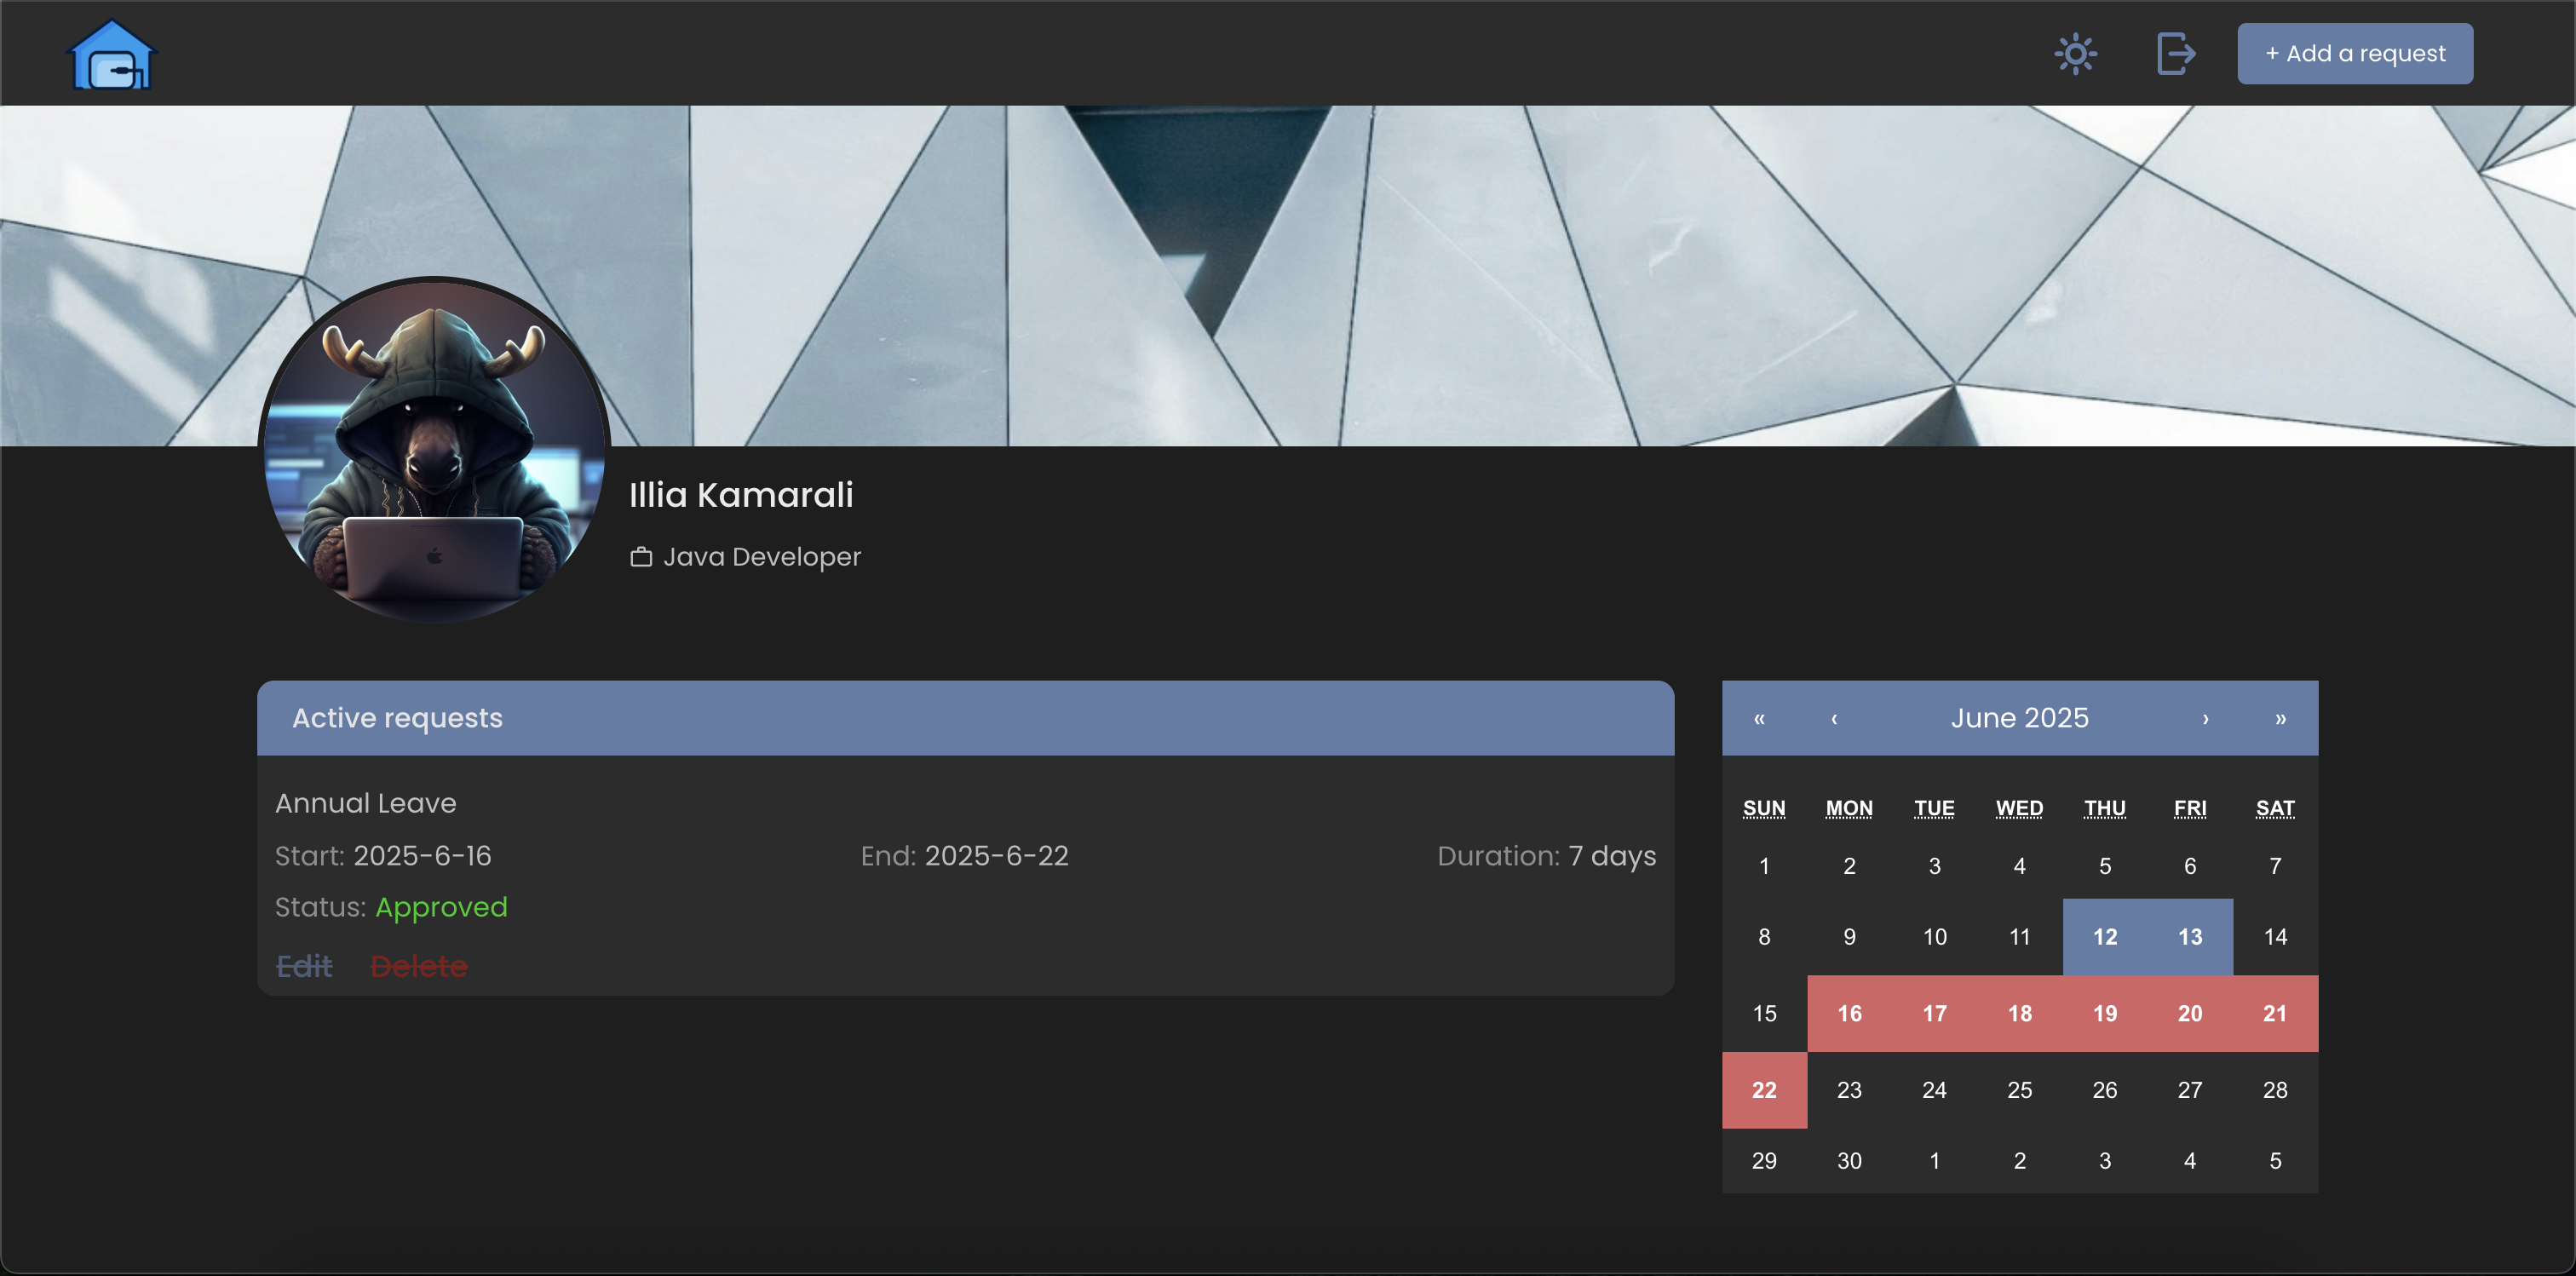 + Add a request
Illia Kamarali
Java Developer
Active requests
Annual Leave
Start: 2025-6-16 End: 2025-6-22 Duration: 7 days
Status: Approved
Edit Delete
« ‹ June 2025 › »
SUN MON TUE WED THU FRI SAT
1 2 3 4 5 6 7
8 9 10 11 12 13 14
15 16 17 18 19 20 21
22 23 24 25 26 27 28
29 30 1 2 3 4 5